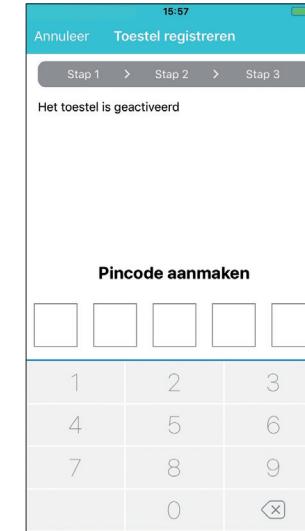 15:57
Annuleer Toestel registreren
Stap 1 > Stap 2 > Stap 3
Het toestel is geactiveerd
Pincode aanmaken
1 2 3
4 5 6
7 8 9
0